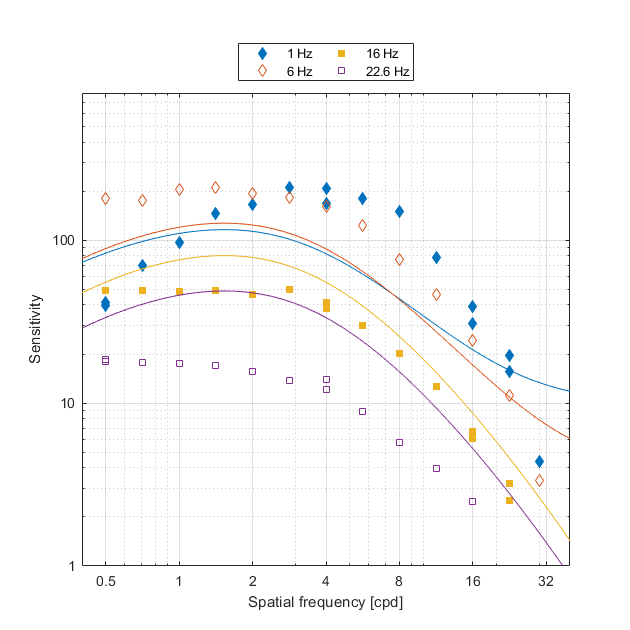 1 Hz 16 Hz
6 Hz 22.6 Hz
100
10
1
Sensitivity
0.5 1 2 4 8 16 32
Spatial frequency [cpd]